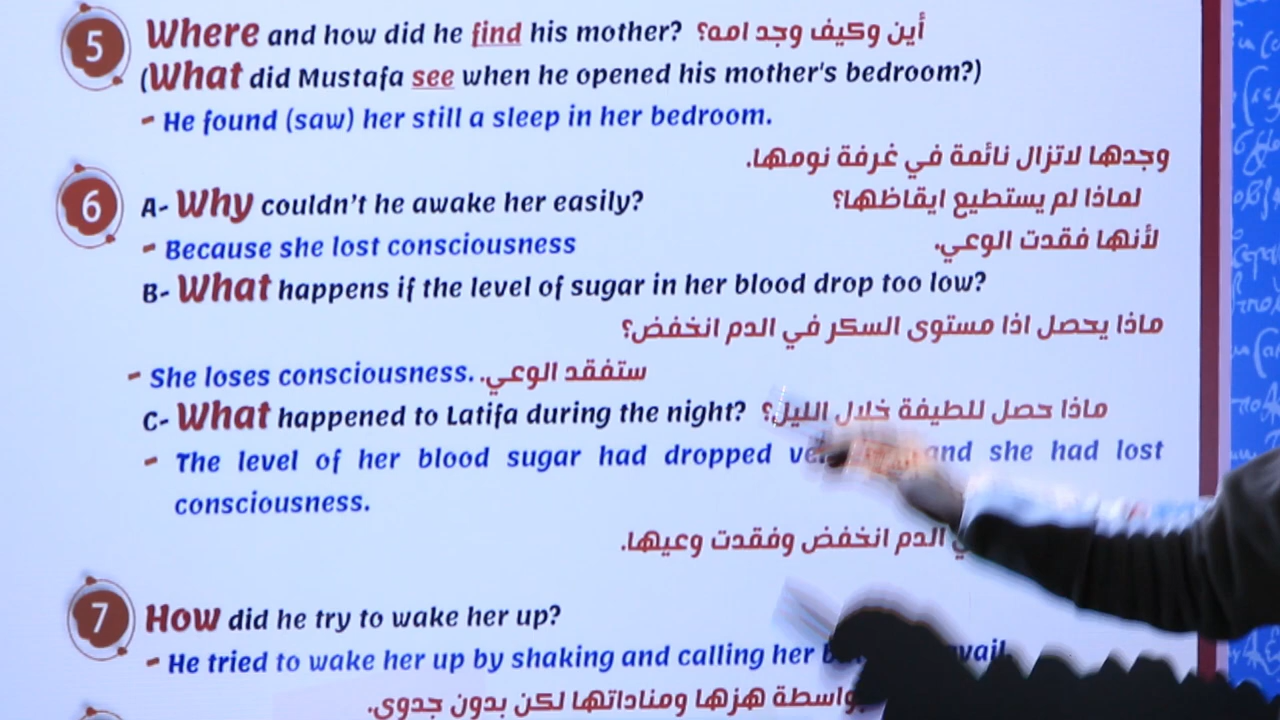 5 Where and how did he find his mother? أين وكيف وجد امه؟
(What did Mustafa see when he opened his mother's bedroom?)
- He found (saw) her still a sleep in her bedroom.
وجدها لاتزال نائمة في غرفة نومها.
6 A- Why couldn't he awake her easily? لماذا لم يستطيع ايقاظها؟
- Because she lost consciousness لأنها فقدت الوعي.
B- What happens if the level of sugar in her blood drop too low?
ماذا يحصل اذا مستوى السكر في الدم انخفض؟
- She loses consciousness. ستفقد الوعي.
C- What happened to Latifa during the night? ماذا حصل للطيفة خلال الليل؟
- The level of her blood sugar had dropped and she had lost
consciousness.
الدم انخفض وفقدت وعيها.
7 How did he try to wake her up?
- He tried to wake her up by shaking and calling her
بواسطة هزها ومناداتها لكن بدون جدوى.